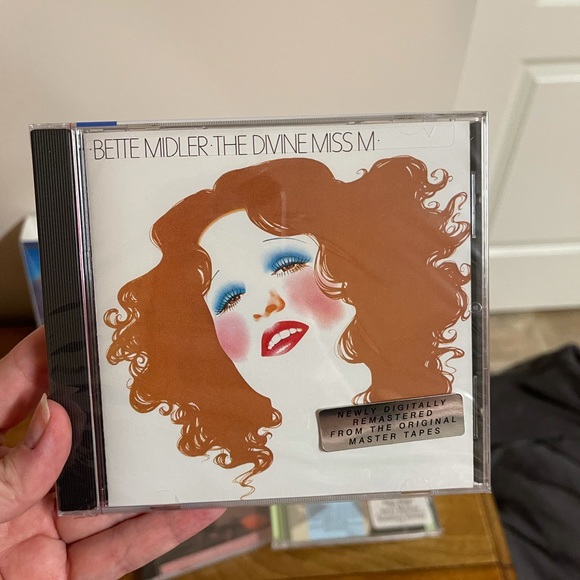 ·BETTE MIDLER·THE DIVINE MISS M·
NEWLY DIGITALLY
REMASTERED
FROM THE ORIGINAL
MASTER TAPES